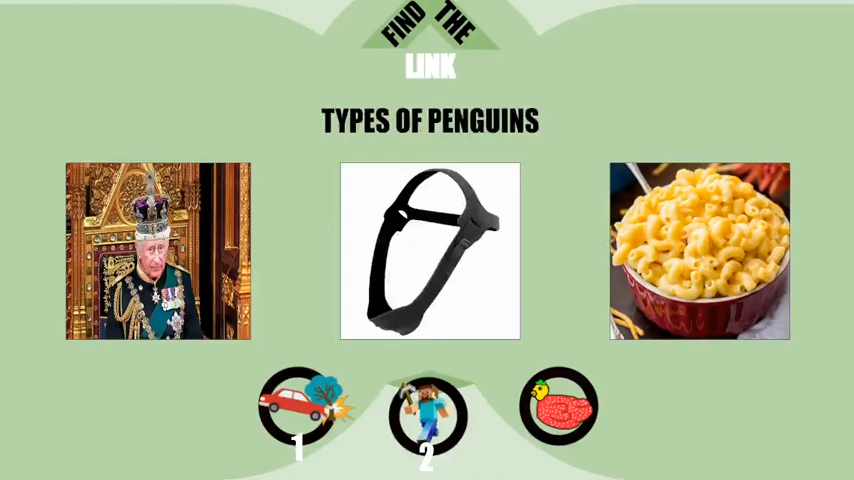 FIND THE
LINK
TYPES OF PENGUINS
1
2